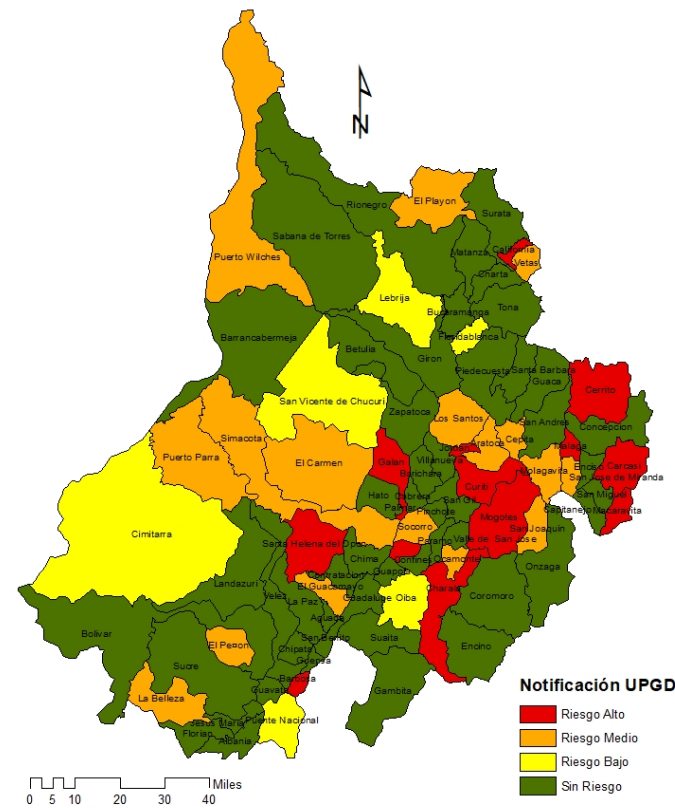 N
Rionegro
El Playon
Surata
Sabana de Torres
California
Matanza
Vetas
Puerto Wilches
Charta
Lebrija
Tona
Bucaramanga
Barrancabermeja
Floridablanca
Betulia
Giron
Piedecuesta
Santa Barbara
Guaca
Cerrito
San Vicente de Chucuri
Zapatoca
Los Santos
San Andres
Concepcion
Simacota
Jordan
Aratoca
Cepita
Malaga
Puerto Parra
El Carmen
Galan
Villanueva
Barichara
Molagavita
Enciso
Carcasi
San Jose de Miranda
Curiti
Hato
Cabrera
San Gil
San Miguel
Palmar
Pinchote
Mogotes
Capitanejo
Macaravita
Cimitarra
Socorro
San Joaquin
Santa Helena del Opon
Paramo
Valle de San Jose
Chima
Confines
Ocamonte
Onzaga
Guapota
Contratacion
Landazuri
El Guacamayo
Charala
Velez
Guadalupe
Oiba
Coromoro
La Paz
Aguada
Bolivar
San Benito
Suaita
El Penon
Chipata
Encino
Guepsa
Sucre
Barbosa
Guavata
Gambita
La Belleza
Jesus Maria
Puente Nacional
Florian
Albania
Notificación UPGD
Riesgo Alto
Riesgo Medio
Riesgo Bajo
Sin Riesgo
Miles
0 5 10 20 30 40